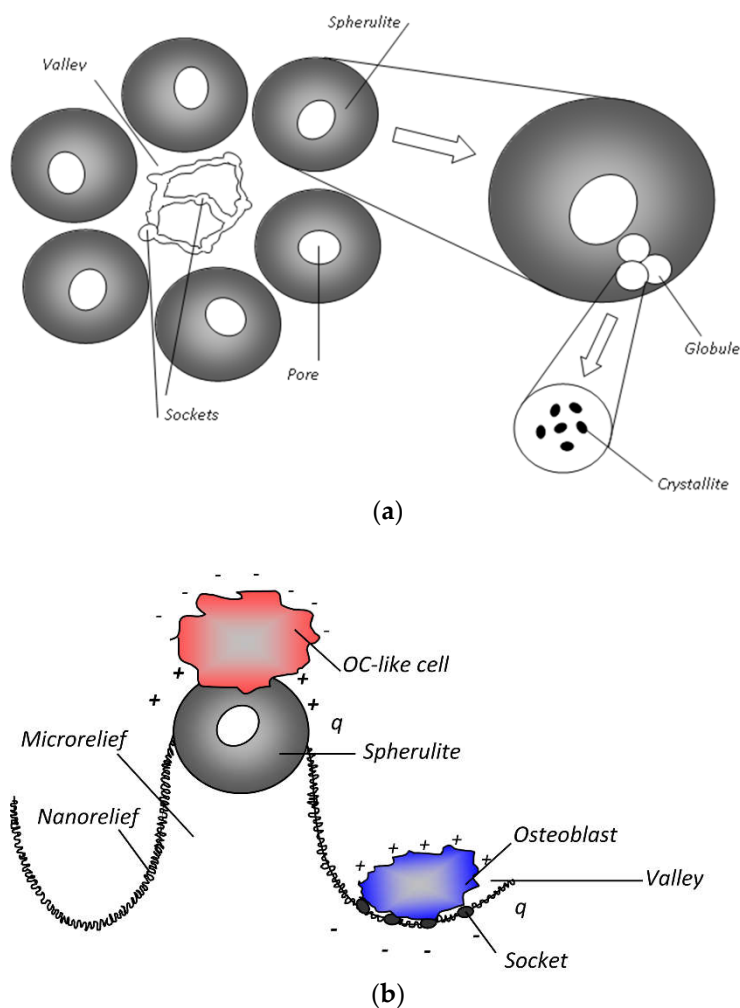 Spherulite
Valley
Pore
Sockets
Globule
Crystallite
(a)
- - - - - - -
OC-like cell
+ +
+ +
q
Microrelief
Spherulite
Nanorelief
+ + + + + +
Osteoblast
Valley
q
- - - - -
Socket
(b)